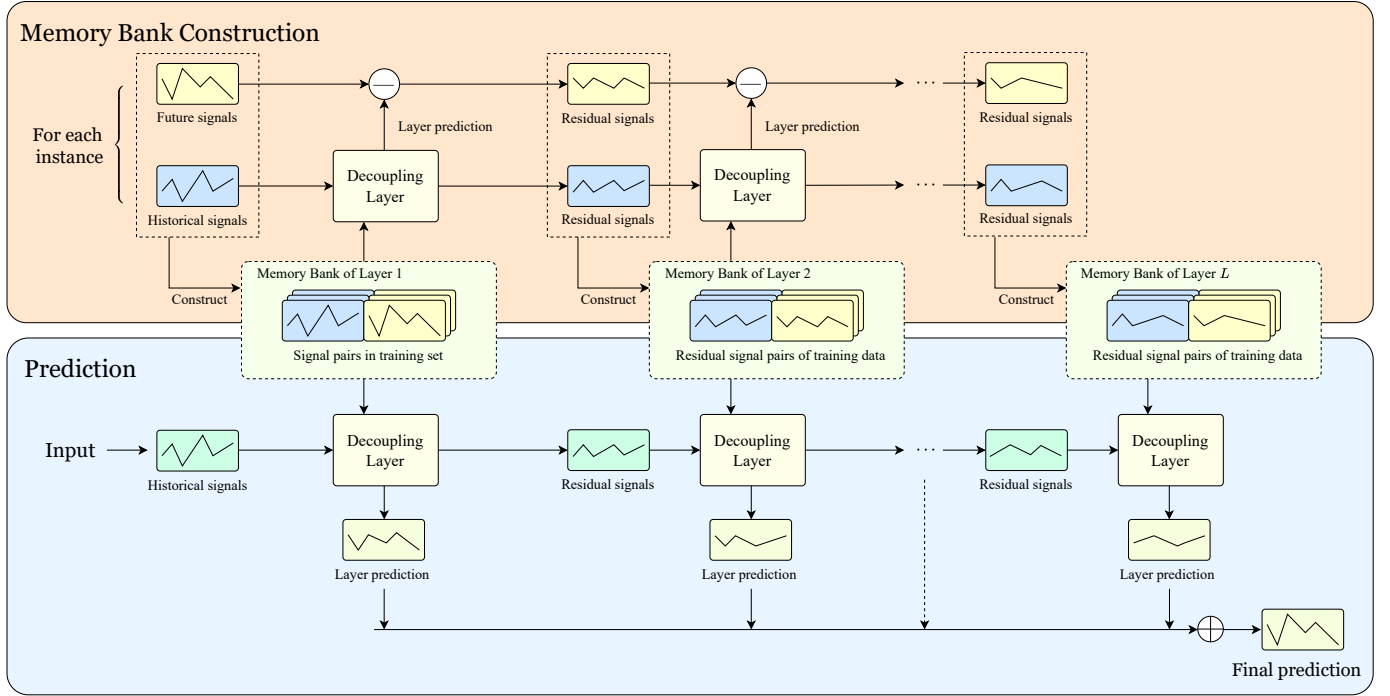 Memory Bank Construction
For each
instance
Future signals
Historical signals
Layer prediction
Decoupling
Layer
Residual signals
Residual signals
Layer prediction
Decoupling
Layer
···
···
Residual signals
Residual signals
Construct
Memory Bank of Layer 1
Signal pairs in training set
Construct
Memory Bank of Layer 2
Residual signal pairs of training data
Construct
Memory Bank of Layer L
Residual signal pairs of training data
Prediction
Input
Historical signals
Decoupling
Layer
Layer prediction
Residual signals
Decoupling
Layer
Layer prediction
···
Residual signals
Decoupling
Layer
Layer prediction
Final prediction